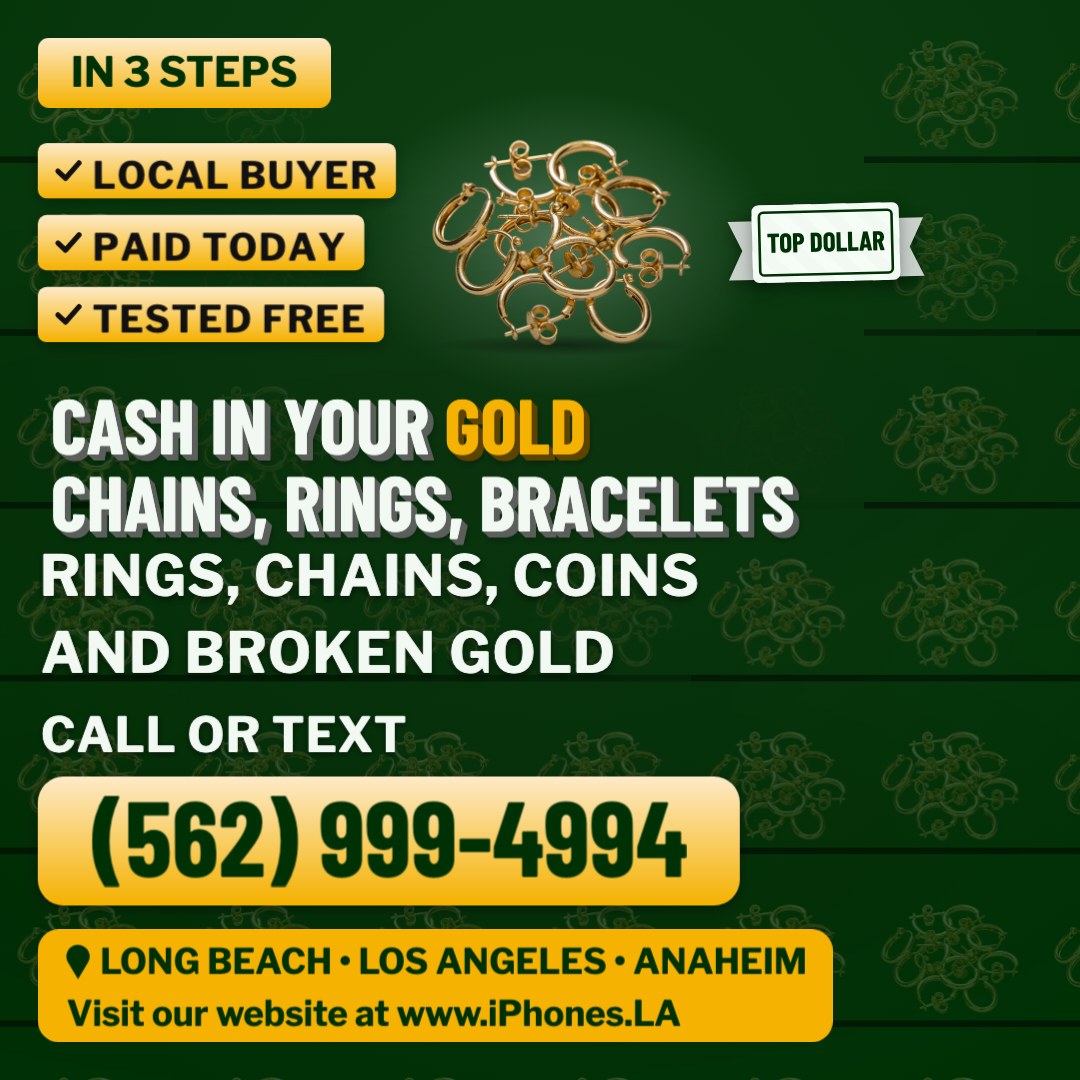 IN 3 STEPS
LOCAL BUYER
PAID TODAY
TESTED FREE
TOP DOLLAR
CASH IN YOUR GOLD
CHAINS, RINGS, BRACELETS
RINGS, CHAINS, COINS
AND BROKEN GOLD
CALL OR TEXT
(562) 999-4994
LONG BEACH • LOS ANGELES • ANAHEIM
Visit our website at www.iPhones.LA